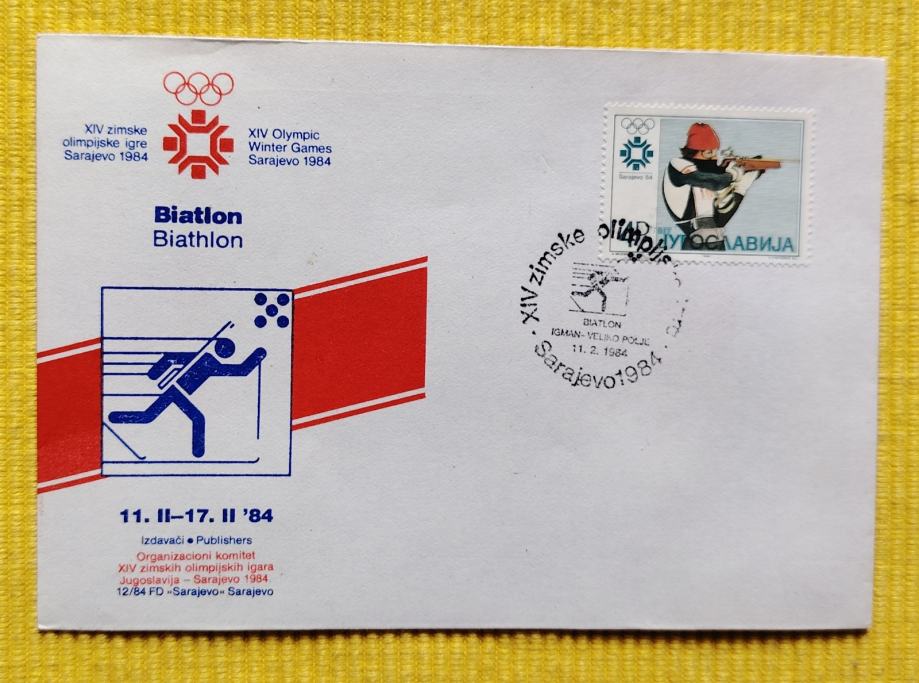 XIV zimske
olimpijske igre
Sarajevo 1984
XIV Olympic
Winter Games
Sarajevo 1984
Biatlon
Biathlon
11. II–17. II '84
Izdavači • Publishers
Organizacioni komitet
XIV zimskih olimpijskih igara
Jugoslavija – Sarajevo 1984.
12/84 FD »Sarajevo« Sarajevo
Sarajevo '84
ЈУГОСЛАВИЈА
XIV zimske
BIATLON
IGMAN-VELIKO POLJE
11. 2. 1984
Sarajevo 1984.